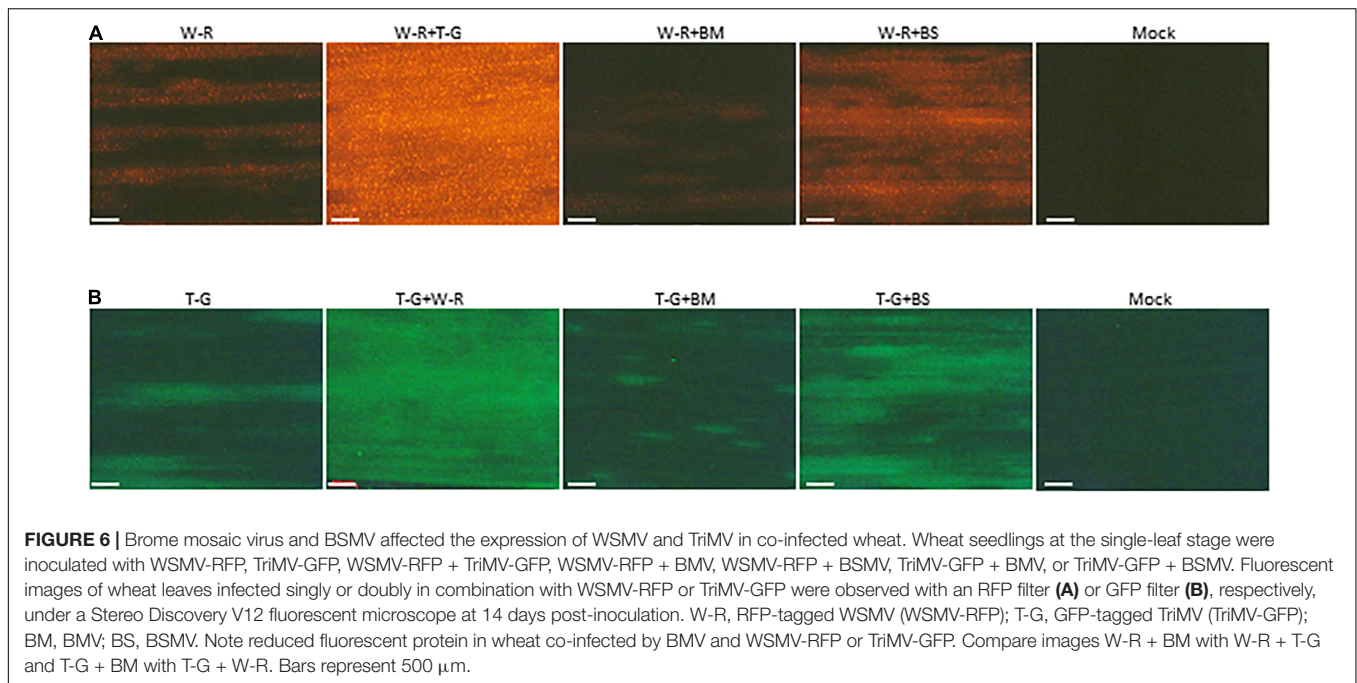 A
W-R
W-R+T-G
W-R+BM
W-R+BS
Mock
B
T-G
T-G+W-R
T-G+BM
T-G+BS
Mock
FIGURE 6 | Brome mosaic virus and BSMV affected the expression of WSMV and TriMV in co-infected wheat. Wheat seedlings at the single-leaf stage were
inoculated with WSMV-RFP, TriMV-GFP, WSMV-RFP + TriMV-GFP, WSMV-RFP + BMV, WSMV-RFP + BSMV, TriMV-GFP + BMV, or TriMV-GFP + BSMV. Fluorescent
images of wheat leaves infected singly or doubly in combination with WSMV-RFP or TriMV-GFP were observed with an RFP filter (A) or GFP filter (B), respectively,
under a Stereo Discovery V12 fluorescent microscope at 14 days post-inoculation. W-R, RFP-tagged WSMV (WSMV-RFP); T-G, GFP-tagged TriMV (TriMV-GFP);
BM, BMV; BS, BSMV. Note reduced fluorescent protein in wheat co-infected by BMV and WSMV-RFP or TriMV-GFP. Compare images W-R + BM with W-R + T-G
and T-G + BM with T-G + W-R. Bars represent 500 μm.